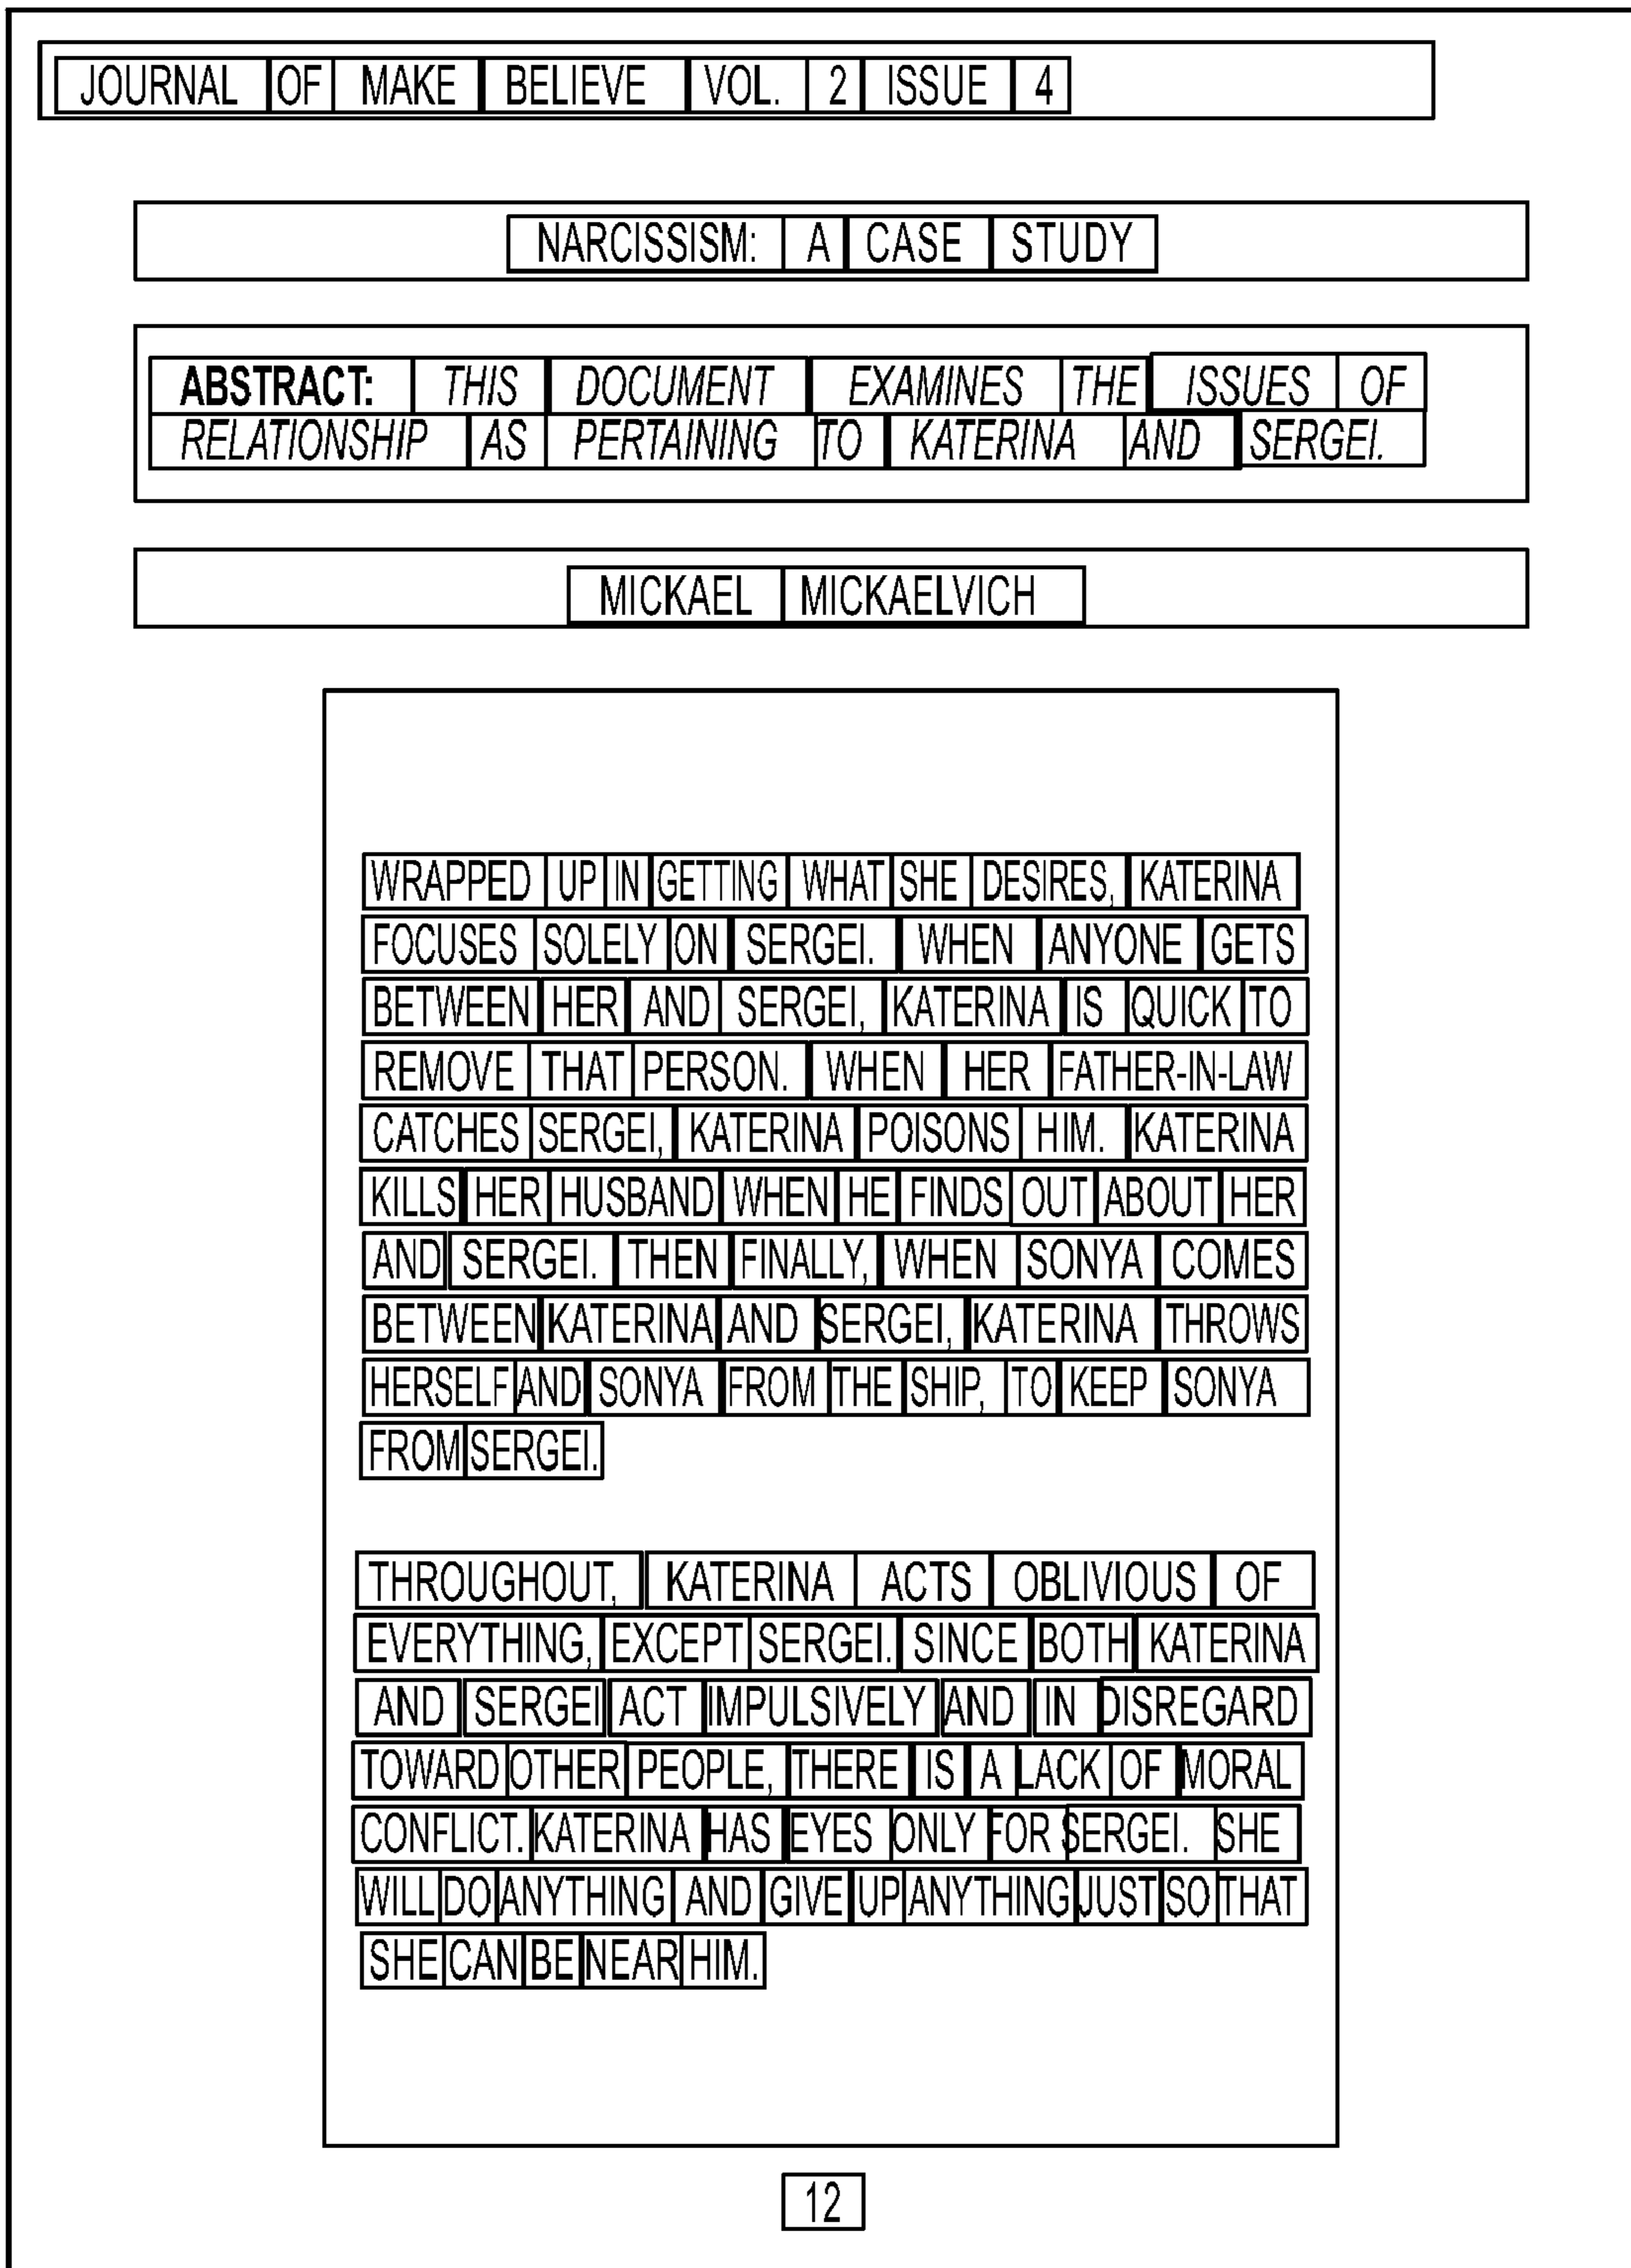 JOURNAL OF MAKE BELIEVE VOL. 2 ISSUE 4
NARCISSISM: A CASE STUDY
ABSTRACT: THIS DOCUMENT EXAMINES THE ISSUES OF
RELATIONSHIP AS PERTAINING TO KATERINA AND SERGEI.
MICKAEL MICKAELVICH
WRAPPED UP IN GETTING WHAT SHE DESIRES, KATERINA
FOCUSES SOLELY ON SERGEI. WHEN ANYONE GETS
BETWEEN HER AND SERGEI, KATERINA IS QUICK TO
REMOVE THAT PERSON. WHEN HER FATHER-IN-LAW
CATCHES SERGEI, KATERINA POISONS HIM. KATERINA
KILLS HER HUSBAND WHEN HE FINDS OUT ABOUT HER
AND SERGEI. THEN FINALLY, WHEN SONYA COMES
BETWEEN KATERINA AND SERGEI, KATERINA THROWS
HERSELF AND SONYA FROM THE SHIP, TO KEEP SONYA
FROM SERGEI.
THROUGHOUT, KATERINA ACTS OBLIVIOUS OF
EVERYTHING, EXCEPT SERGEI. SINCE BOTH KATERINA
AND SERGEI ACT IMPULSIVELY AND IN DISREGARD
TOWARD OTHER PEOPLE, THERE IS A LACK OF MORAL
CONFLICT. KATERINA HAS EYES ONLY FOR SERGEI. SHE
WILL DO ANYTHING AND GIVE UP ANYTHING JUST SO THAT
SHE CAN BE NEAR HIM.
12